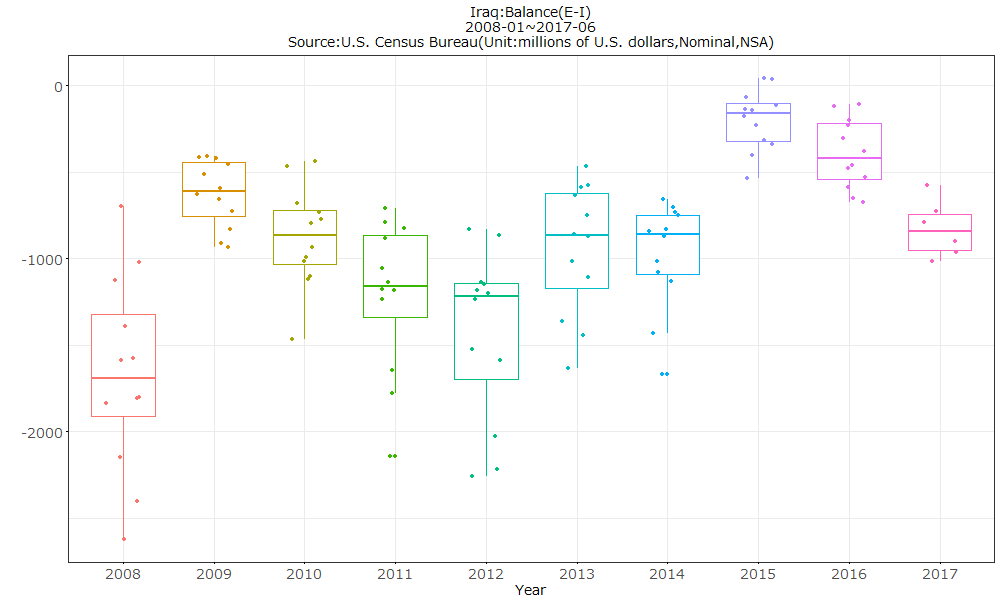 Iraq:Balance(E-I)
2008-01~2017-06
Source:U.S. Census Bureau(Unit:millions of U.S. dollars,Nominal,NSA)
0
-1000
-2000
2008 2009 2010 2011 2012 2013 2014 2015 2016 2017
Year